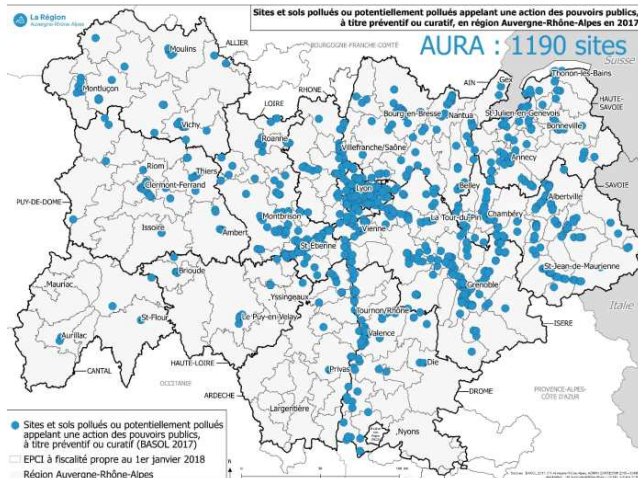 La Région
Auvergne-Rhône-Alpes
Sites et sols pollués ou potentiellement pollués appelant une action des pouvoirs publics,
à titre préventif ou curatif, en région Auvergne-Rhône-Alpes en 2017
AURA : 1190 sites
BOURGOGNE-FRANCHE-COMTÉ
Suisse
Moulins
ALLIER
Montluçon
AIN
Gex
Thonon-les-Bains
LOIRE
RHONE
Bourg-en-Bresse
Nantua
St-Julien-en-Genevois
HAUTE-
SAVOIE
Bonneville
Vichy
Roanne
Villefranche/Saône
Annecy
Riom
Thiers
Clermont-Ferrand
Lyon
Belley
Albertville
SAVOIE
PUY-DE-DOME
Montbrison
La Tour du Pin
Chambéry
Issoire
Ambert
Vienne
St-Étienne
St-Jean-de-Maurienne
Mauriac
Brioude
Yssingeaux
Grenoble
Italie
St-Flour
Le Puy-en-Velay
Tournon/Rhône
Aurillac
Valence
ISERE
Privas
Die
CANTAL
HAUTE-LOIRE
OCCITANIE
ARDECHE
DROME
PROVENCE-ALPES-
CÔTE D'AZUR
Largentière
Nyons
Sites et sols pollués ou potentiellement pollués
appelant une action des pouvoirs publics,
à titre préventif ou curatif (BASOL 2017)
EPCI à fiscalité propre au 1er janvier 2018
Région Auvergne-Rhône-Alpes